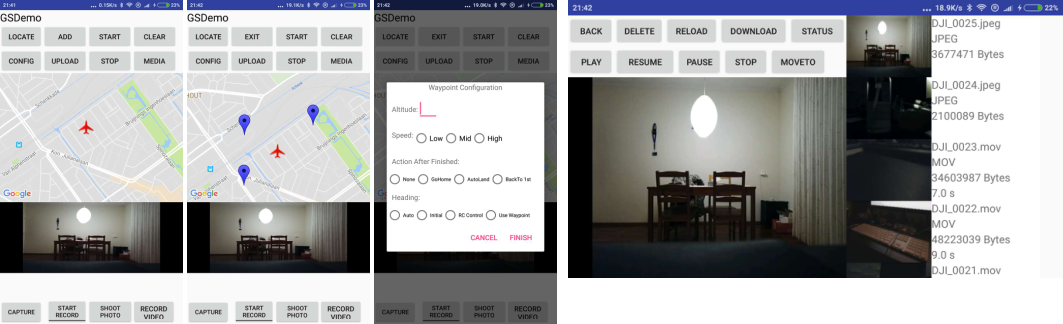 21:41
... 0.15K/s 23%
GSDemo
LOCATE ADD START CLEAR
CONFIG UPLOAD STOP MEDIA
Schenkkade
Google
CAPTURE START RECORD SHOOT PHOTO RECORD VIDEO
21:42
... 19.1K/s 23%
GSDemo
LOCATE EXIT START CLEAR
CONFIG UPLOAD STOP MEDIA
HOUT
Google
CAPTURE START RECORD SHOOT PHOTO RECORD VIDEO
21:42
... 19.0K/s 23%
GSDemo
LOCATE EXIT START CLEAR
CONFIG UPLOAD STOP MEDIA
Waypoint Configuration
Altitude:
Speed: Low Mid High
Action After Finished:
None GoHome AutoLand BackTo 1st
Heading:
Auto Initial RC Control Use Waypoint
CANCEL FINISH
CAPTURE START RECORD SHOOT PHOTO RECORD VIDEO
21:42
... 18.9K/s 22%
BACK DELETE RELOAD DOWNLOAD STATUS
PLAY RESUME PAUSE STOP MOVETO
DJI_0025.jpeg
JPEG
3677471 Bytes
DJI_0024.jpeg
JPEG
2100089 Bytes
DJI_0023.mov
MOV
34603987 Bytes
7.0 s
DJI_0022.mov
MOV
48223039 Bytes
9.0 s
DJI_0021.mov